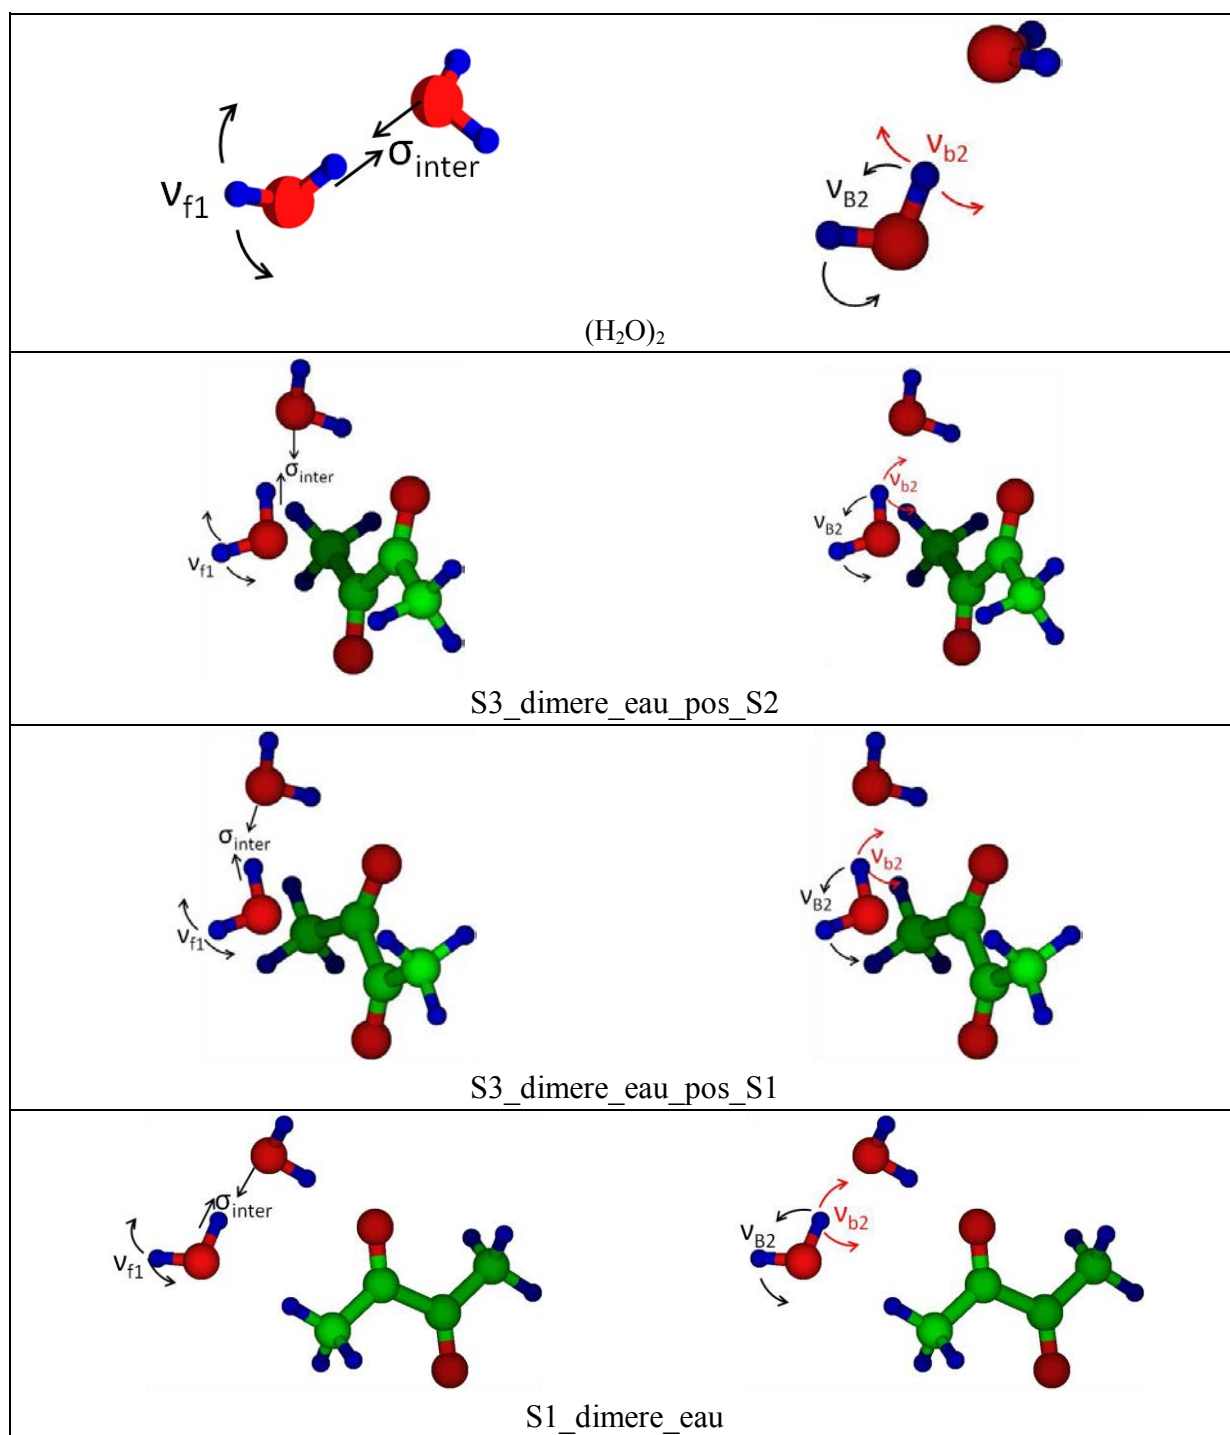 ν_f1 σ_inter ν_B2 ν_b2
(H₂O)₂
σ_inter ν_f1 ν_B2 ν_b2
S3_dimere_eau_pos_S2
σ_inter ν_f1 ν_B2 ν_b2
S3_dimere_eau_pos_S1
σ_inter ν_f1 ν_B2 ν_b2
S1_dimere_eau